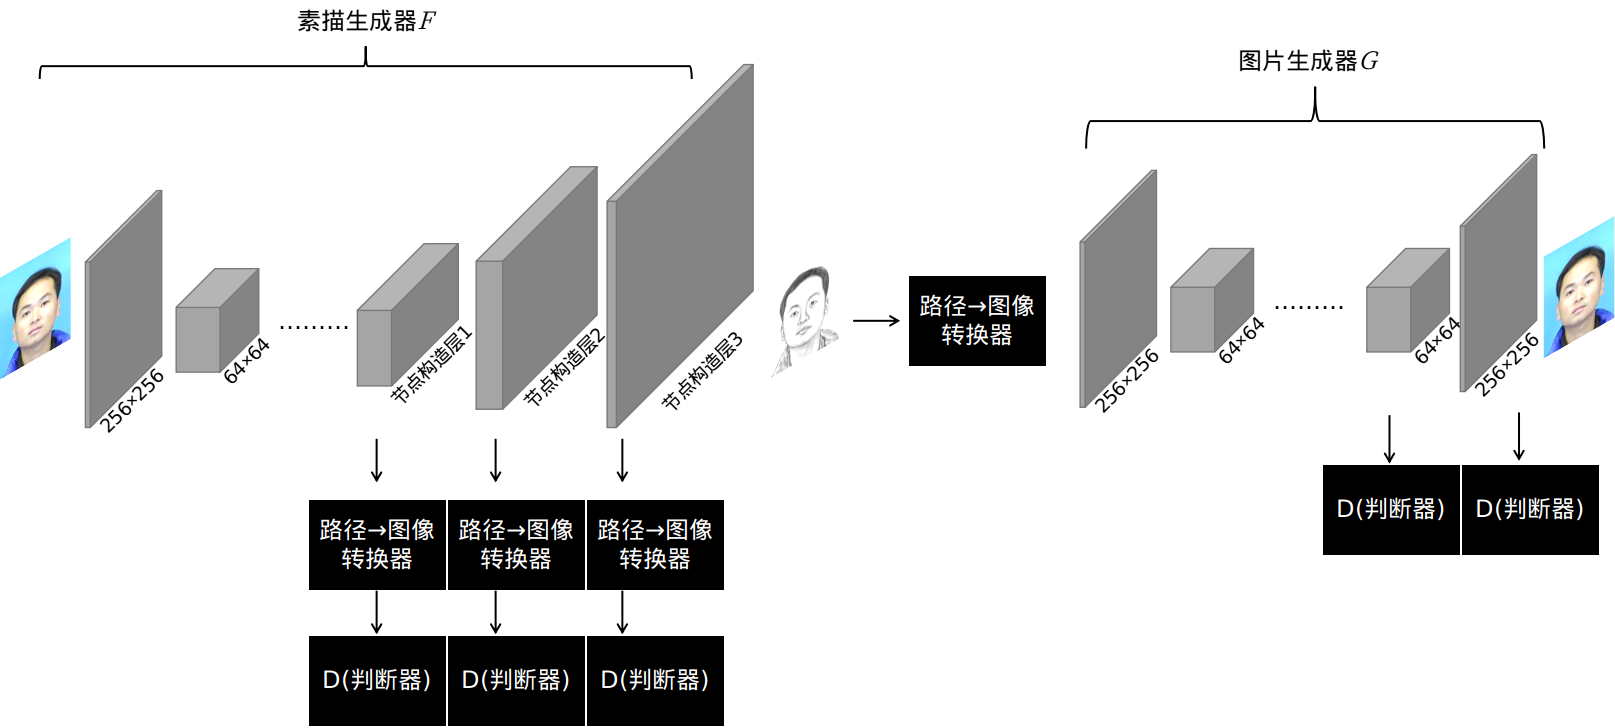 素描生成器F
图片生成器G
256×256
64×64
………
节点构造层1
节点构造层2
节点构造层3
路径→图像
转换器
256×256
64×64
………
64×64
256×256
路径→图像
转换器
路径→图像
转换器
路径→图像
转换器
D(判断器)
D(判断器)
D(判断器)
D(判断器)
D(判断器)